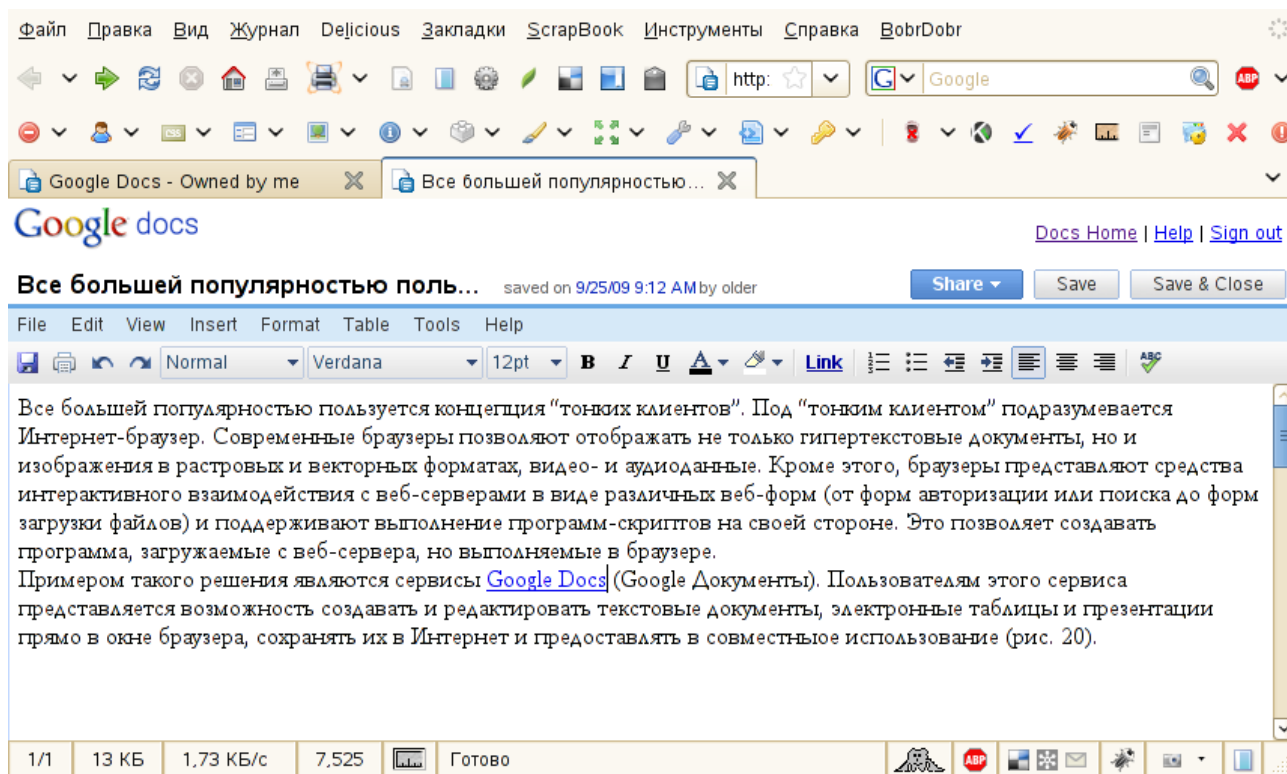 Файл Правка Вид Журнал Delicious Закладки ScrapBook Инструменты Справка BobrDobr
http: G Google ABP
CSS
Google Docs - Owned by me Все большей популярностью...
Google docs
Docs Home | Help | Sign out
Все большей популярностью поль... saved on 9/25/09 9:12 AM by older Share Save Save & Close
File Edit View Insert Format Table Tools Help
Normal Verdana 12pt B I U A Link ABC
Все большей популярностью пользуется концепция “тонких клиентов”. Под “тонким клиентом” подразумевается
Интернет-браузер. Современные браузеры позволяют отображать не только гипертекстовые документы, но и
изображения в растровых и векторных форматах, видео- и аудиоданные. Кроме этого, браузеры представляют средства
интерактивного взаимодействия с веб-серверами в виде различных веб-форм (от форм авторизации или поиска до форм
загрузки файлов) и поддерживают выполнение программ-скриптов на своей стороне. Это позволяет создавать
программа, загружаемые с веб-сервера, но выполняемые в браузере.
Примером такого решения являются сервисы Google Docs (Google Документы). Пользователям этого сервиса
представляется возможность создавать и редактировать текстовые документы, электронные таблицы и презентации
прямо в окне браузера, сохранять их в Интернет и предоставлять в совместныое использование (рис. 20).
1/1 13 КБ 1,73 КБ/с 7,525 Готово ABP